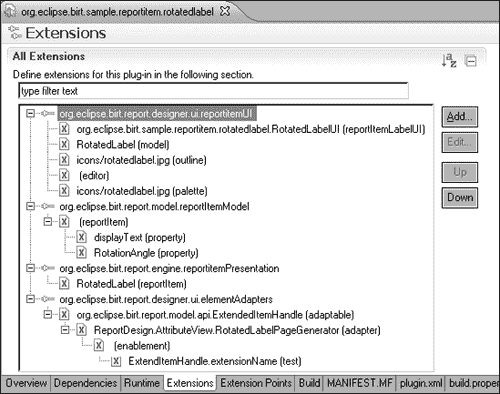 org.eclipse.birt.sample.reportitem.rotatedlabel
Extensions
All Extensions
Define extensions for this plug-in in the following section.
type filter text
org.eclipse.birt.report.designer.ui.reportitemUI
Add...
org.eclipse.birt.sample.reportitem.rotatedlabel.RotatedLabelUI (reportItemLabelUI)
RotatedLabel (model)
Edit...
icons/rotatedlabel.jpg (outline)
(editor)
Up
icons/rotatedlabel.jpg (palette)
Down
org.eclipse.birt.report.model.reportItemModel
(reportItem)
displayText (property)
RotationAngle (property)
org.eclipse.birt.report.engine.reportitemPresentation
RotatedLabel (reportItem)
org.eclipse.birt.report.designer.ui.elementAdapters
org.eclipse.birt.report.model.api.ExtendedItemHandle (adaptable)
ReportDesign.AttributeView.RotatedLabelPageGenerator (adapter)
(enablement)
ExtendItemHandle.extensionName (test)
Overview Dependencies Runtime Extensions Extension Points Build MANIFEST.MF plugin.xml build.proper